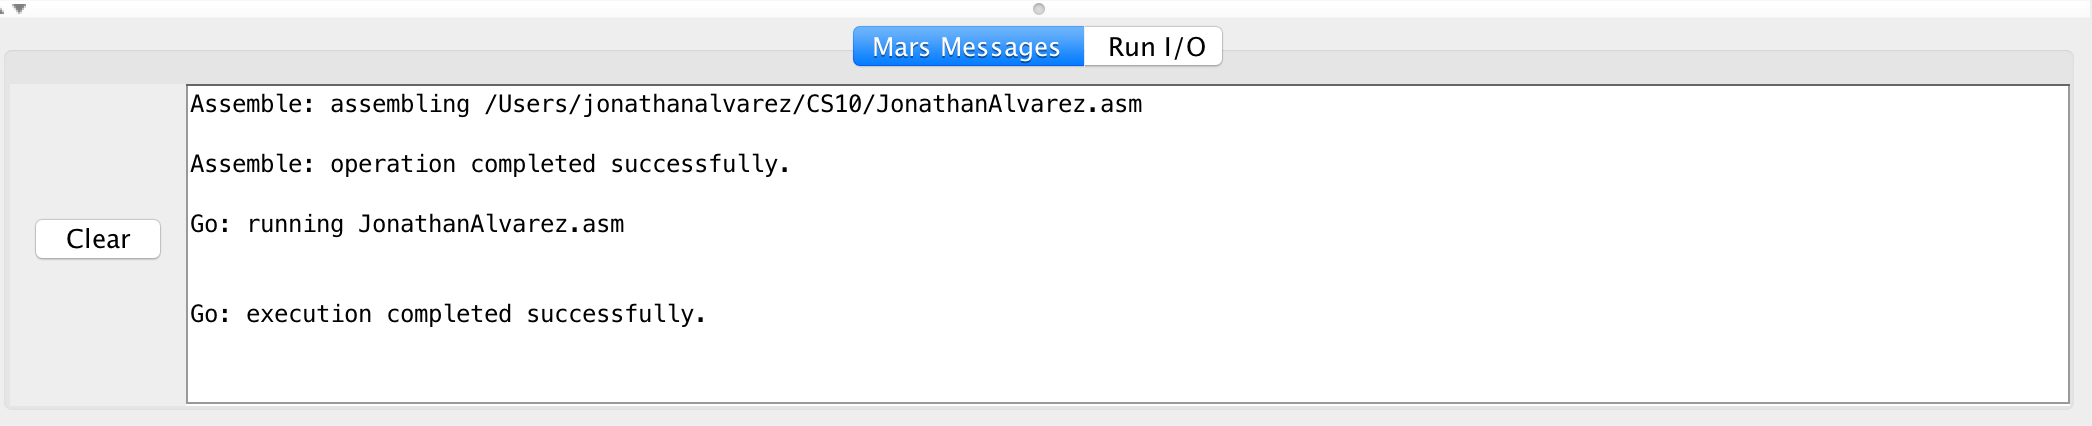 Mars Messages Run I/O
Assemble: assembling /Users/jonathanalvarez/CS10/JonathanAlvarez.asm
Assemble: operation completed successfully.
Go: running JonathanAlvarez.asm
Clear
Go: execution completed successfully.